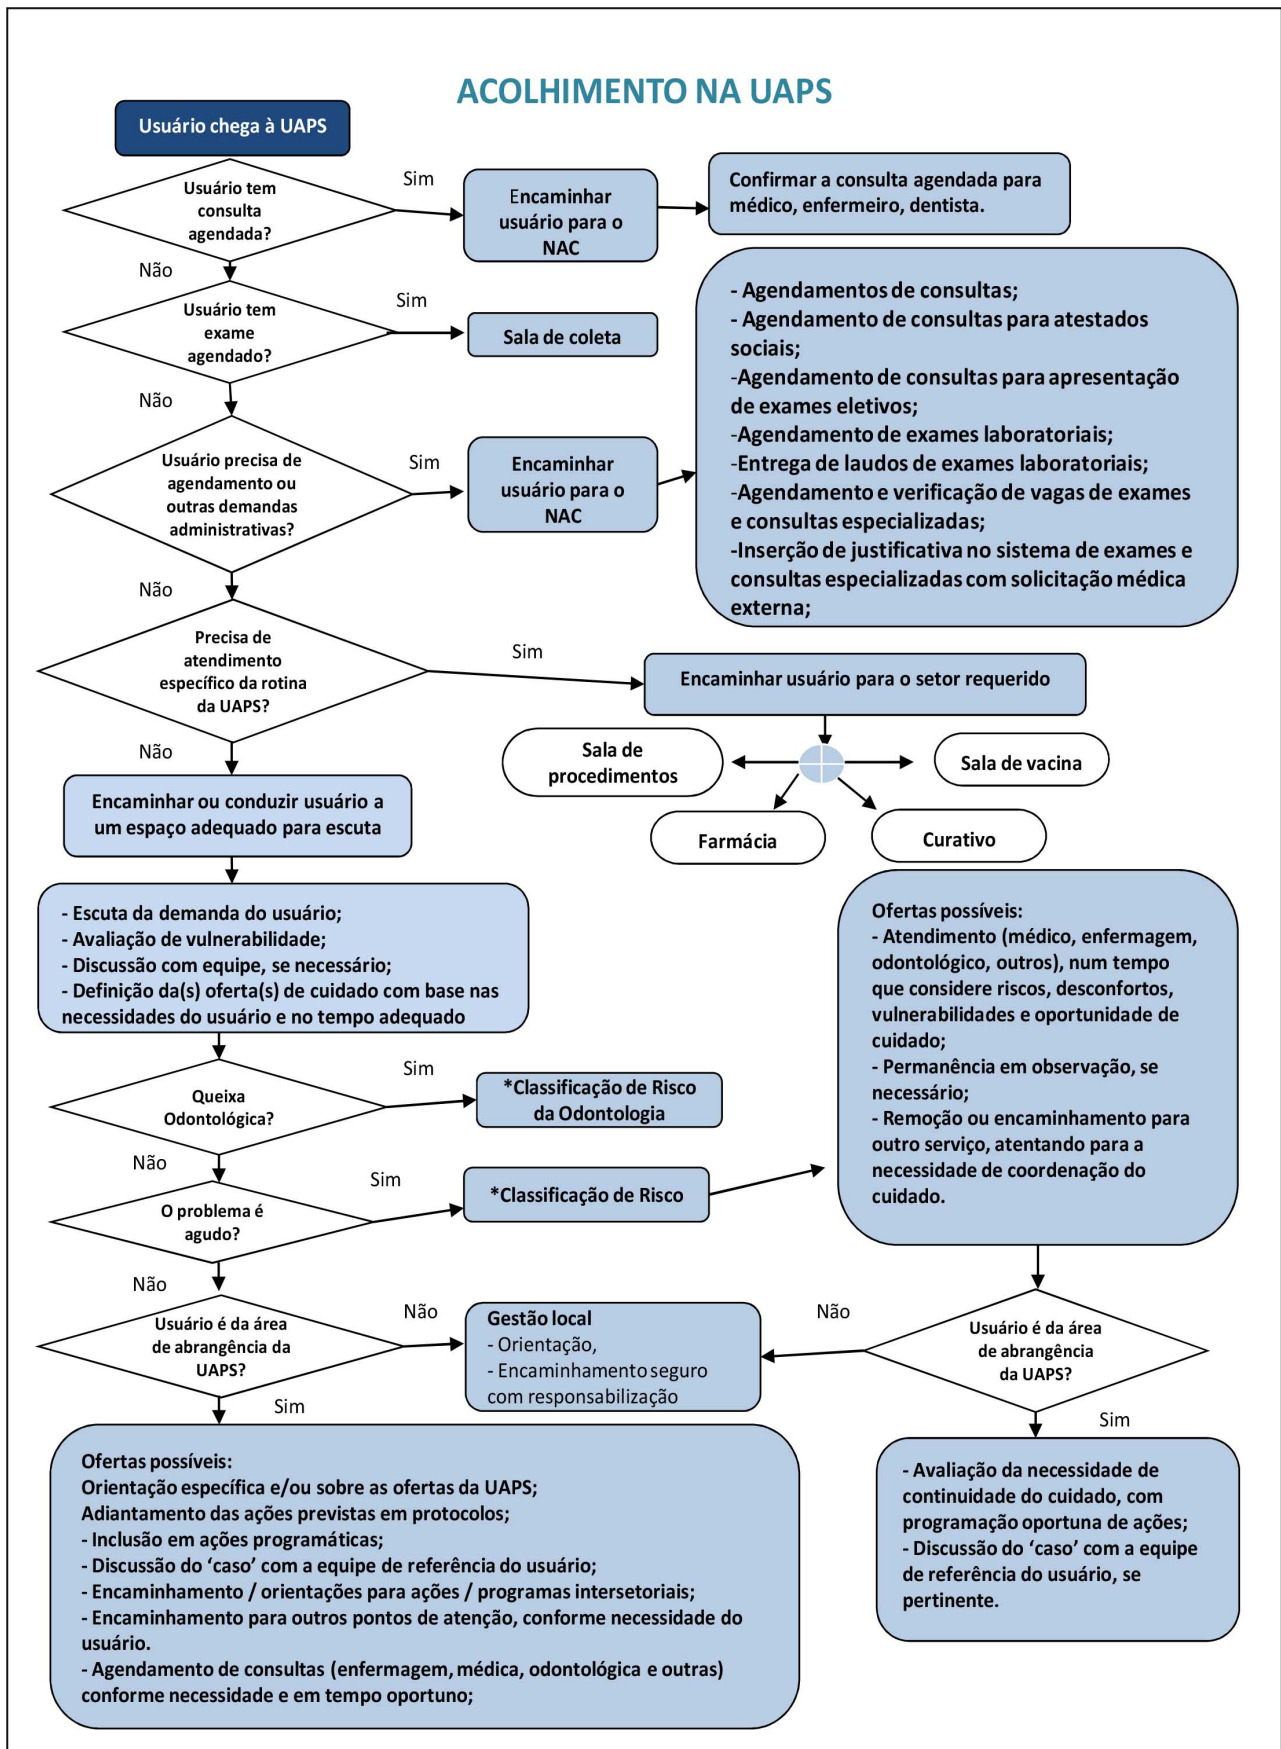 ACOLHIMENTO NA UAPS
Usuário chega à UAPS
Usuário tem
consulta
agendada?
Sim
Encaminhar
usuário para o
NAC
Confirmar a consulta agendada para
médico, enfermeiro, dentista.
Não
Usuário tem
exame
agendado?
Sim
Sala de coleta
Não
Usuário precisa de
agendamento ou
outras demandas
administrativas?
Sim
Encaminhar
usuário para o
NAC
- Agendamentos de consultas;
- Agendamento de consultas para atestados
sociais;
-Agendamento de consultas para apresentação
de exames eletivos;
-Agendamento de exames laboratoriais;
-Entrega de laudos de exames laboratoriais;
-Agendamento e verificação de vagas de exames
e consultas especializadas;
-Inserção de justificativa no sistema de exames e
consultas especializadas com solicitação médica
externa;
Não
Precisa de
atendimento
específico da rotina
da UAPS?
Sim
Encaminhar usuário para o setor requerido
Sala de
procedimentos
Sala de vacina
Farmácia
Curativo
Não
Encaminhar ou conduzir usuário a
um espaço adequado para escuta
- Escuta da demanda do usuário;
- Avaliação de vulnerabilidade;
- Discussão com equipe, se necessário;
- Definição da(s) oferta(s) de cuidado com base nas
necessidades do usuário e no tempo adequado
Queixa
Odontológica?
Sim
*Classificação de Risco
da Odontologia
Não
O problema é
agudo?
Sim
*Classificação de Risco
Ofertas possíveis:
- Atendimento (médico, enfermagem,
odontológico, outros), num tempo
que considere riscos, desconfortos,
vulnerabilidades e oportunidade de
cuidado;
- Permanência em observação, se
necessário;
- Remoção ou encaminhamento para
outro serviço, atentando para a
necessidade de coordenação do
cuidado.
Não
Usuário é da área
de abrangência da
UAPS?
Não
Gestão local
- Orientação,
- Encaminhamento seguro
com responsabilização
Não
Usuário é da área
de abrangência
da UAPS?
Sim
Sim
Ofertas possíveis:
Orientação específica e/ou sobre as ofertas da UAPS;
Adiantamento das ações previstas em protocolos;
- Inclusão em ações programáticas;
- Discussão do ‘caso’ com a equipe de referência do usuário;
- Encaminhamento / orientações para ações / programas intersetoriais;
- Encaminhamento para outros pontos de atenção, conforme necessidade do
usuário.
- Agendamento de consultas (enfermagem, médica, odontológica e outras)
conforme necessidade e em tempo oportuno;
- Avaliação da necessidade de
continuidade do cuidado, com
programação oportuna de ações;
- Discussão do ‘caso’ com a equipe
de referência do usuário, se
pertinente.